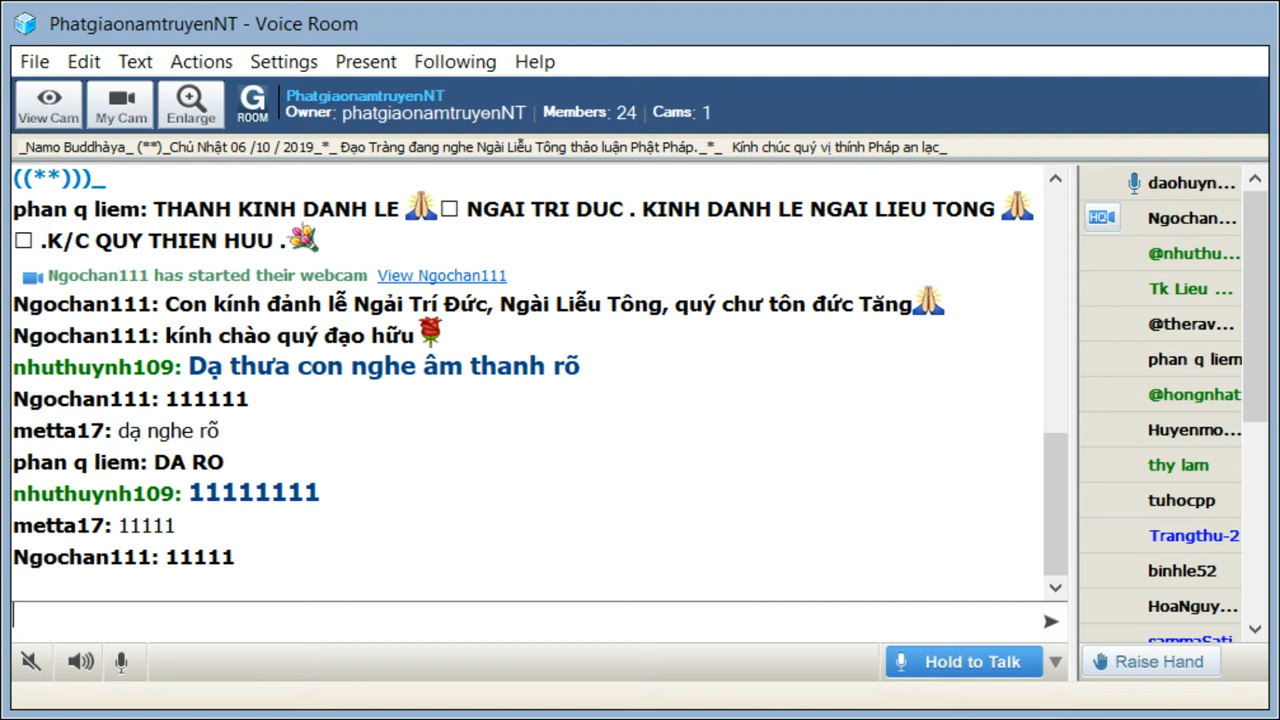 PhatgiaonamtruyenNT - Voice Room
File Edit Text Actions Settings Present Following Help
View Cam My Cam Enlarge G ROOM
PhatgiaonamtruyenNT
Owner: phatgiaonamtruyenNT | Members: 24 | Cams: 1
_Namo Buddhàya_ (**)_Chủ Nhật 06 /10 / 2019_*_ Đạo Tràng đang nghe Ngài Liễu Tông thảo luận Phật Pháp._*_ Kính chúc quý vị thính Pháp an lạc_
((**)))_
phan q liem: THANH KINH DANH LE 🙏□ NGAI TRI DUC . KINH DANH LE NGAI LIEU TONG 🙏
□ .K/C QUY THIEN HUU .💐
Ngochan111 has started their webcam View Ngochan111
Ngochan111: Con kính đảnh lễ Ngải Trí Đức, Ngài Liễu Tông, quý chư tôn đức Tăng🙏
Ngochan111: kính chào quý đạo hữu🌹
nhuthuynh109: Dạ thưa con nghe âm thanh rõ
Ngochan111: 111111
metta17: dạ nghe rõ
phan q liem: DA RO
nhuthuynh109: 11111111
metta17: 11111
Ngochan111: 11111
Hold to Talk
daohuyn...
HQ Ngochan...
@nhuthu...
Tk Lieu ...
@therav...
phan q liem
@hongnhat
Huyenmo...
thy lam
tuhocpp
Trangthu-2
binhle52
HoaNguy...
sammaSati
Raise Hand